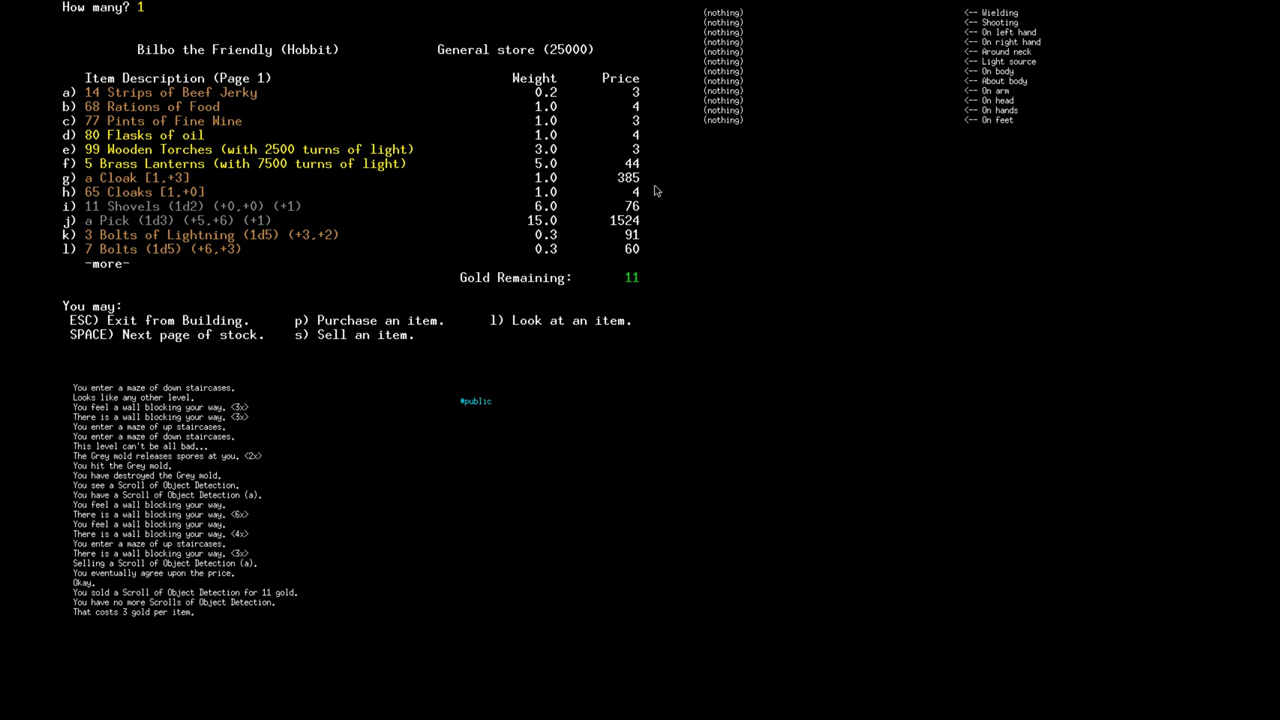 How many? 1
Bilbo the Friendly (Hobbit) General store (25000)
Item Description (Page 1) Weight Price
a) 14 Strips of Beef Jerky 0.2 3
b) 68 Rations of Food 1.0 4
c) 77 Pints of Fine Wine 1.0 3
d) 80 Flasks of oil 1.0 4
e) 99 Wooden Torches (with 2500 turns of light) 3.0 3
f) 5 Brass Lanterns (with 7500 turns of light) 5.0 44
g) a Cloak [1,+3] 1.0 385
h) 65 Cloaks [1,+0] 1.0 4
i) 11 Shovels (1d2) (+0,+0) (+1) 6.0 76
j) a Pick (1d3) (+5,+6) (+1) 15.0 1524
k) 3 Bolts of Lightning (1d5) (+3,+2) 0.3 91
l) 7 Bolts (1d5) (+6,+3) 0.3 60
-more-
Gold Remaining: 11
You may:
ESC) Exit from Building. p) Purchase an item. l) Look at an item.
SPACE) Next page of stock. s) Sell an item.
(nothing) <-- Wielding
(nothing) <-- Shooting
(nothing) <-- On left hand
(nothing) <-- On right hand
(nothing) <-- Around neck
(nothing) <-- Light source
(nothing) <-- On body
(nothing) <-- About body
(nothing) <-- On arm
(nothing) <-- On head
(nothing) <-- On hands
(nothing) <-- On feet
You enter a maze of down staircases.
Looks like any other level.
You feel a wall blocking your way. <3x>
There is a wall blocking your way. <3x>
You enter a maze of up staircases.
You enter a maze of down staircases.
This level can't be all bad...
The Grey mold releases spores at you. <2x>
You hit the Grey mold.
You have destroyed the Grey mold.
You see a Scroll of Object Detection.
You have a Scroll of Object Detection (a).
You feel a wall blocking your way.
There is a wall blocking your way. <6x>
You feel a wall blocking your way.
There is a wall blocking your way. <4x>
You enter a maze of up staircases.
There is a wall blocking your way. <3x>
Selling a Scroll of Object Detection (a).
You eventually agree upon the price.
Okay.
You sold a Scroll of Object Detection for 11 gold.
You have no more Scrolls of Object Detection.
That costs 3 gold per item.
#public